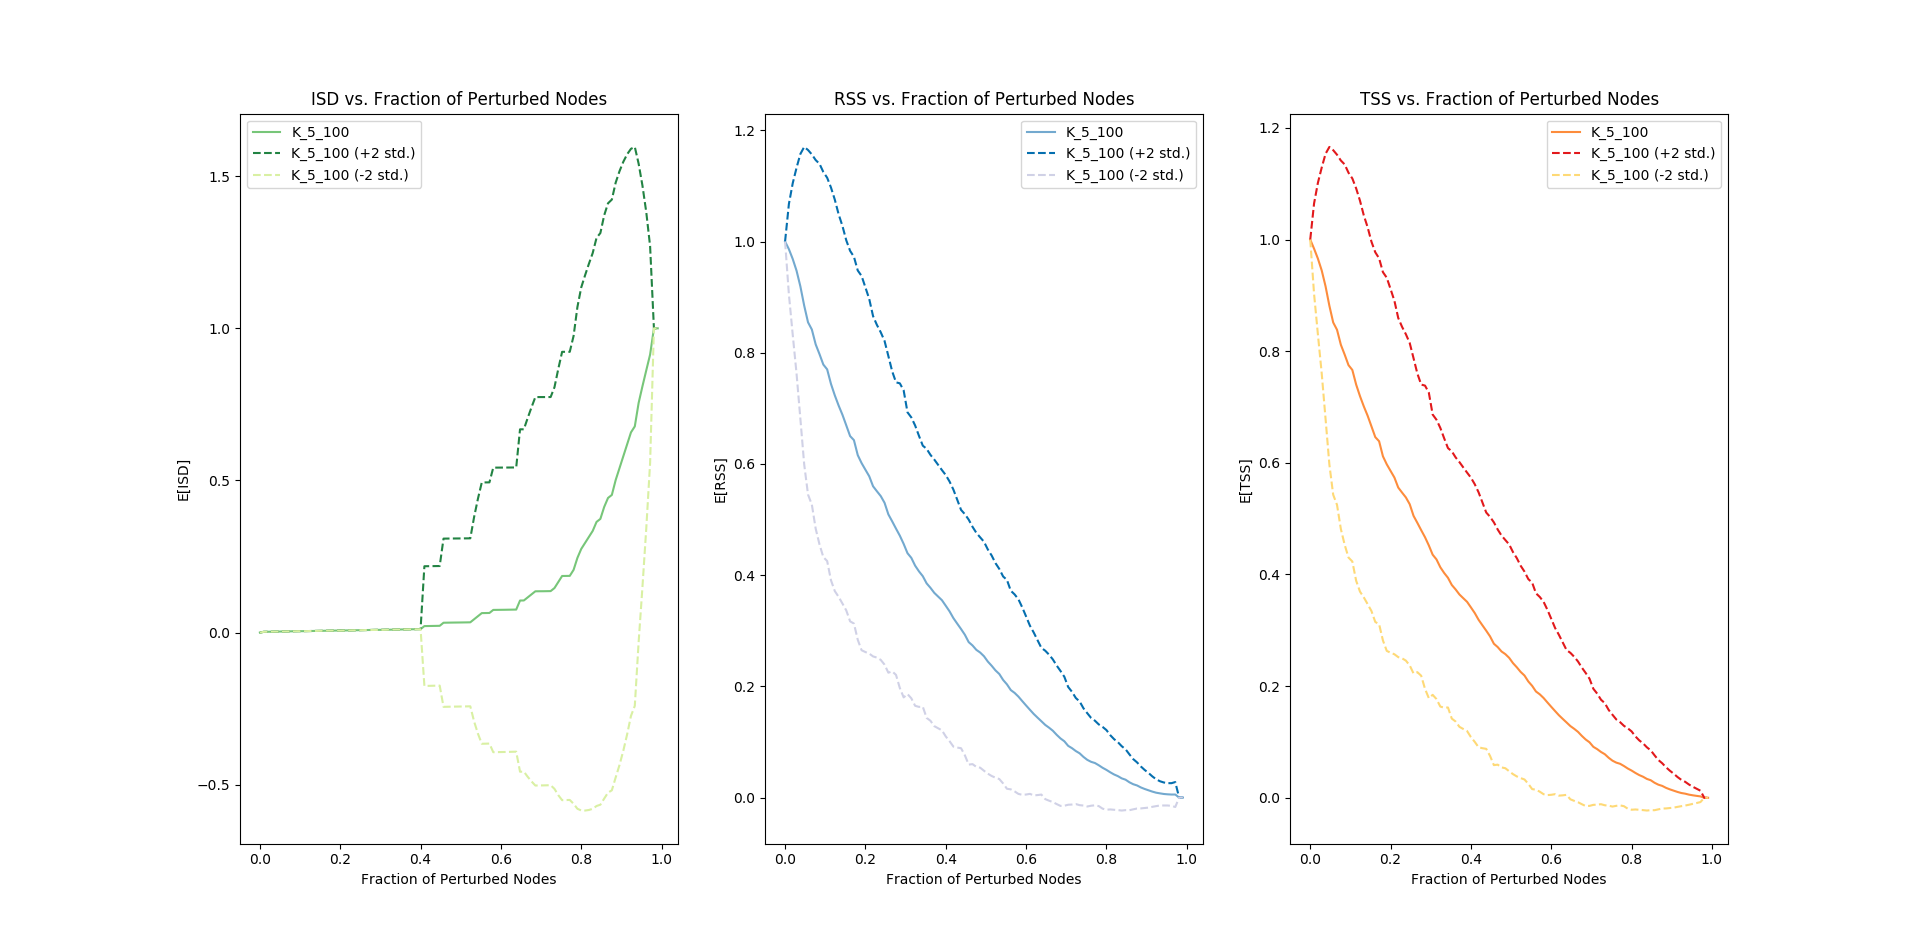 ISD vs. Fraction of Perturbed Nodes
K_5_100
K_5_100 (+2 std.)
K_5_100 (-2 std.)
1.5
1.0
0.5
0.0
−0.5
E[ISD]
0.0 0.2 0.4 0.6 0.8 1.0
Fraction of Perturbed Nodes
RSS vs. Fraction of Perturbed Nodes
K_5_100
K_5_100 (+2 std.)
K_5_100 (-2 std.)
1.2
1.0
0.8
0.6
0.4
0.2
0.0
E[RSS]
0.0 0.2 0.4 0.6 0.8 1.0
Fraction of Perturbed Nodes
TSS vs. Fraction of Perturbed Nodes
K_5_100
K_5_100 (+2 std.)
K_5_100 (-2 std.)
1.2
1.0
0.8
0.6
0.4
0.2
0.0
E[TSS]
0.0 0.2 0.4 0.6 0.8 1.0
Fraction of Perturbed Nodes